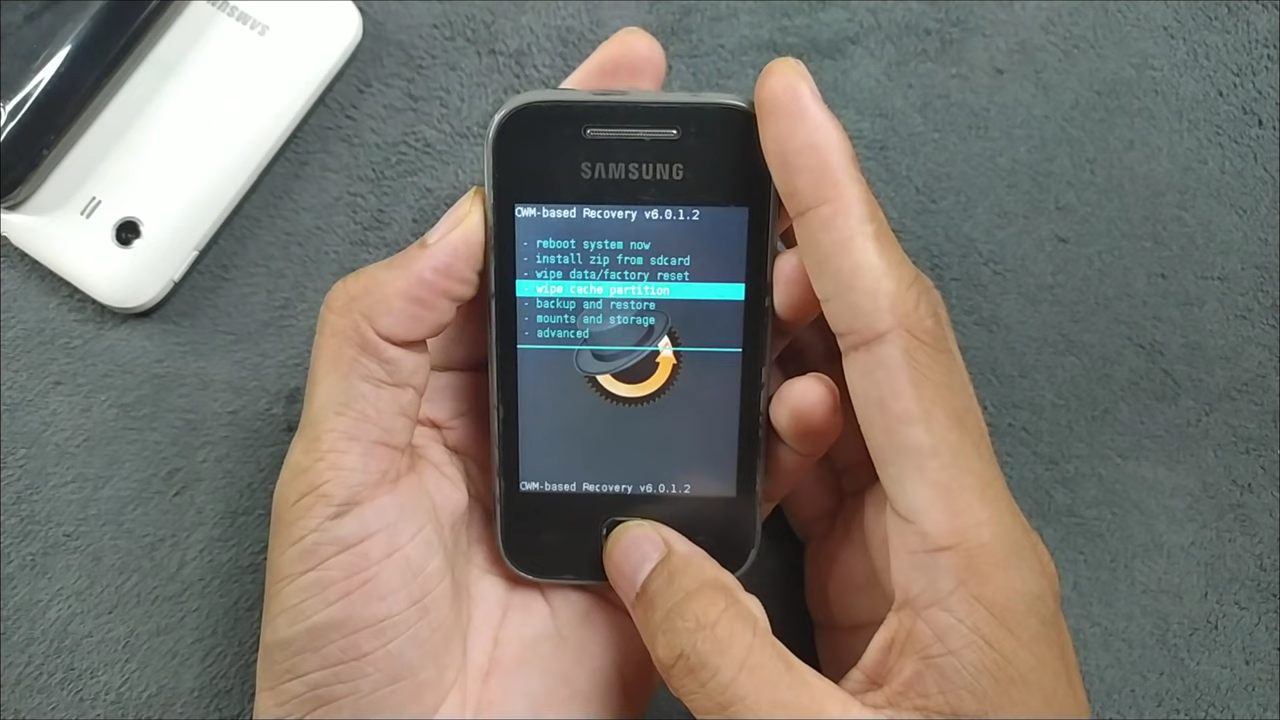 SAMSUNG
SAMSUNG
CWM-based Recovery v6.0.1.2
- reboot system now
- install zip from sdcard
- wipe data/factory reset
- wipe cache partition
- backup and restore
- mounts and storage
- advanced
CWM-based Recovery v6.0.1.2